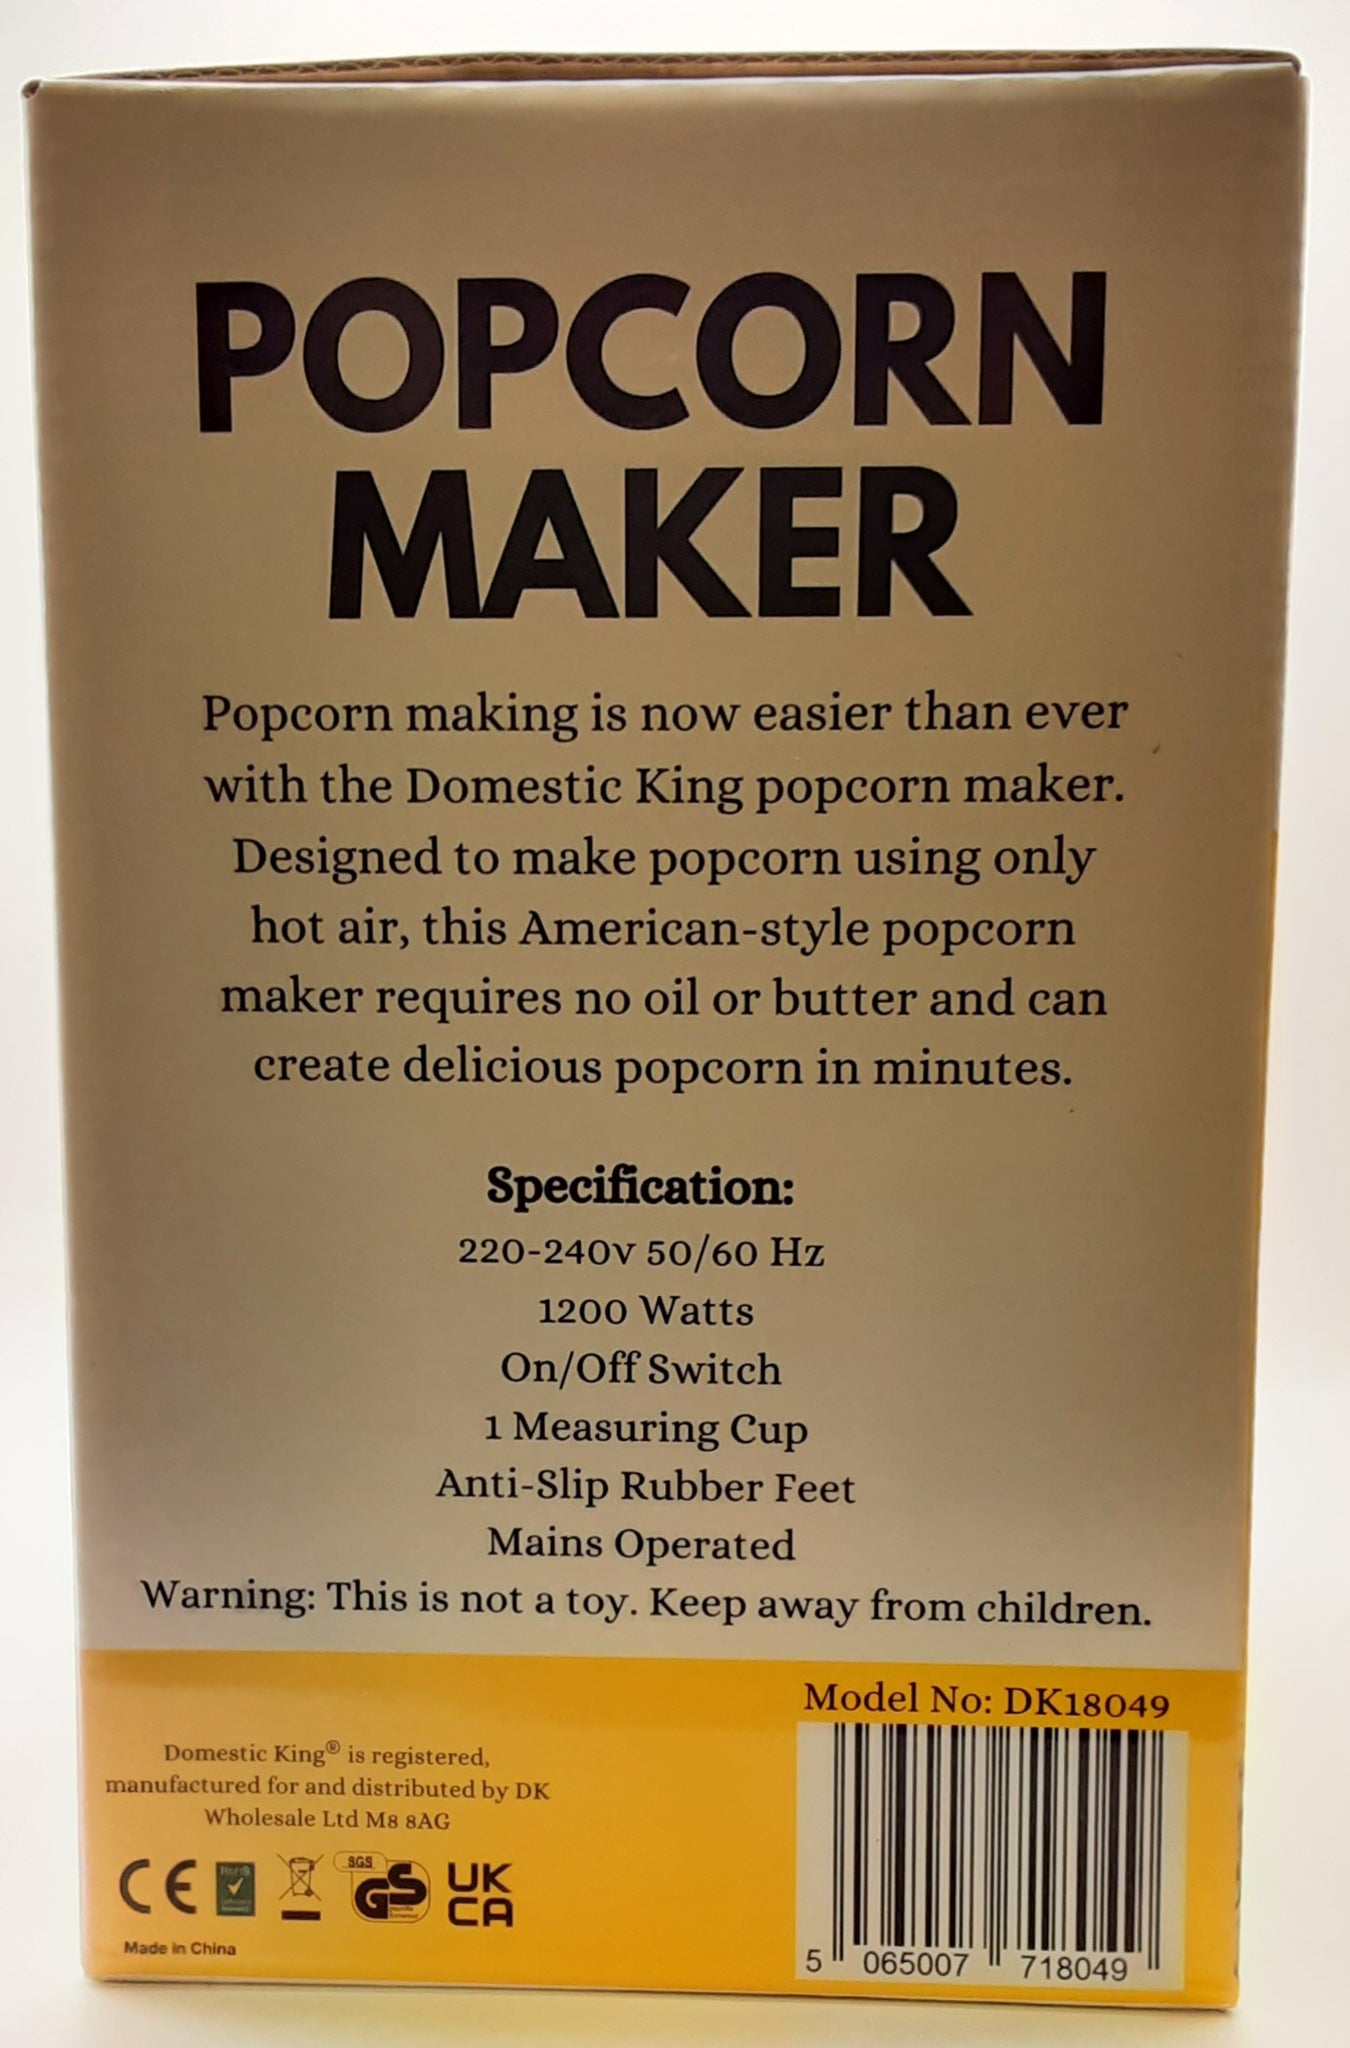 POPCORN
MAKER
Popcorn making is now easier than ever
with the Domestic King popcorn maker.
Designed to make popcorn using only
hot air, this American-style popcorn
maker requires no oil or butter and can
create delicious popcorn in minutes.
Specification:
220-240v 50/60 Hz
1200 Watts
On/Off Switch
1 Measuring Cup
Anti-Slip Rubber Feet
Mains Operated
Warning: This is not a toy. Keep away from children.
Model No: DK18049
Domestic King® is registered,
manufactured for and distributed by DK
Wholesale Ltd M8 8AG
CE
RoHS
SGS
GS
UK
CA
Made in China
5 065007 718049